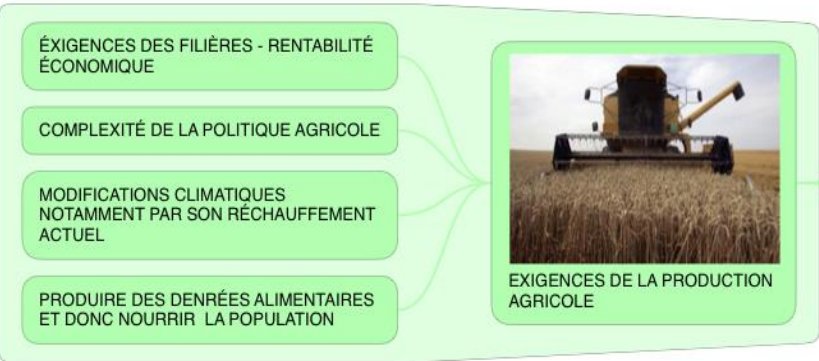 ÉXIGENCES DES FILIÈRES - RENTABILITÉ
ÉCONOMIQUE
COMPLEXITÉ DE LA POLITIQUE AGRICOLE
MODIFICATIONS CLIMATIQUES
NOTAMMENT PAR SON RÉCHAUFFEMENT
ACTUEL
PRODUIRE DES DENRÉES ALIMENTAIRES
ET DONC NOURRIR LA POPULATION
EXIGENCES DE LA PRODUCTION
AGRICOLE